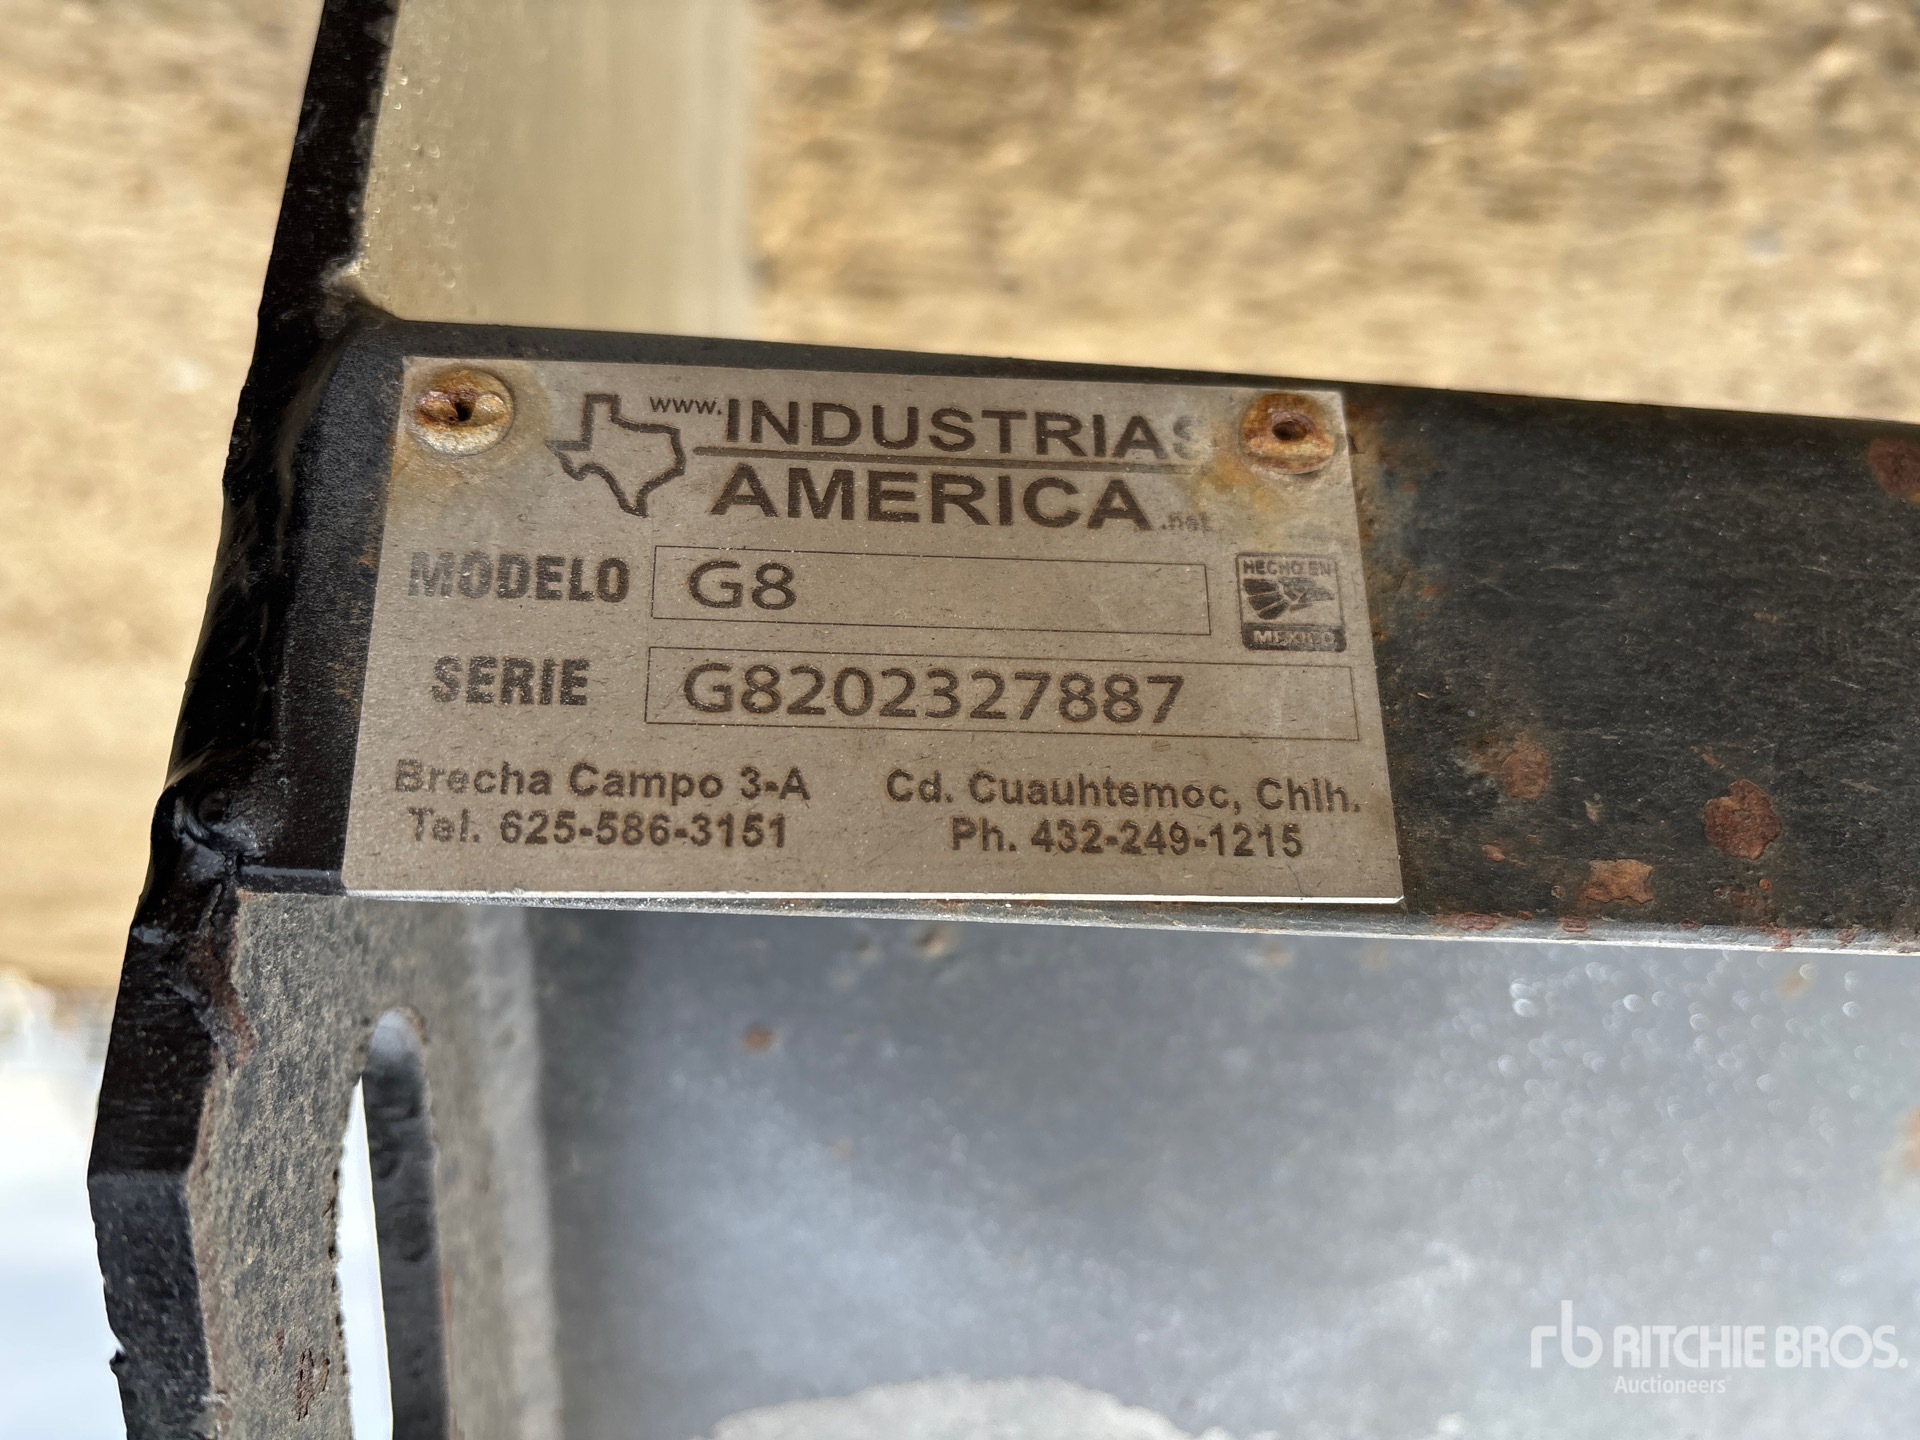 www.INDUSTRIAS
AMERICA.net
MODELO G8
HECHO EN
MEXICO
SERIE G8202327887
Brecha Campo 3-A Cd. Cuauhtemoc, Chih.
Tel. 625-586-3151 Ph. 432-249-1215
rb RITCHIE BROS.
Auctioneers